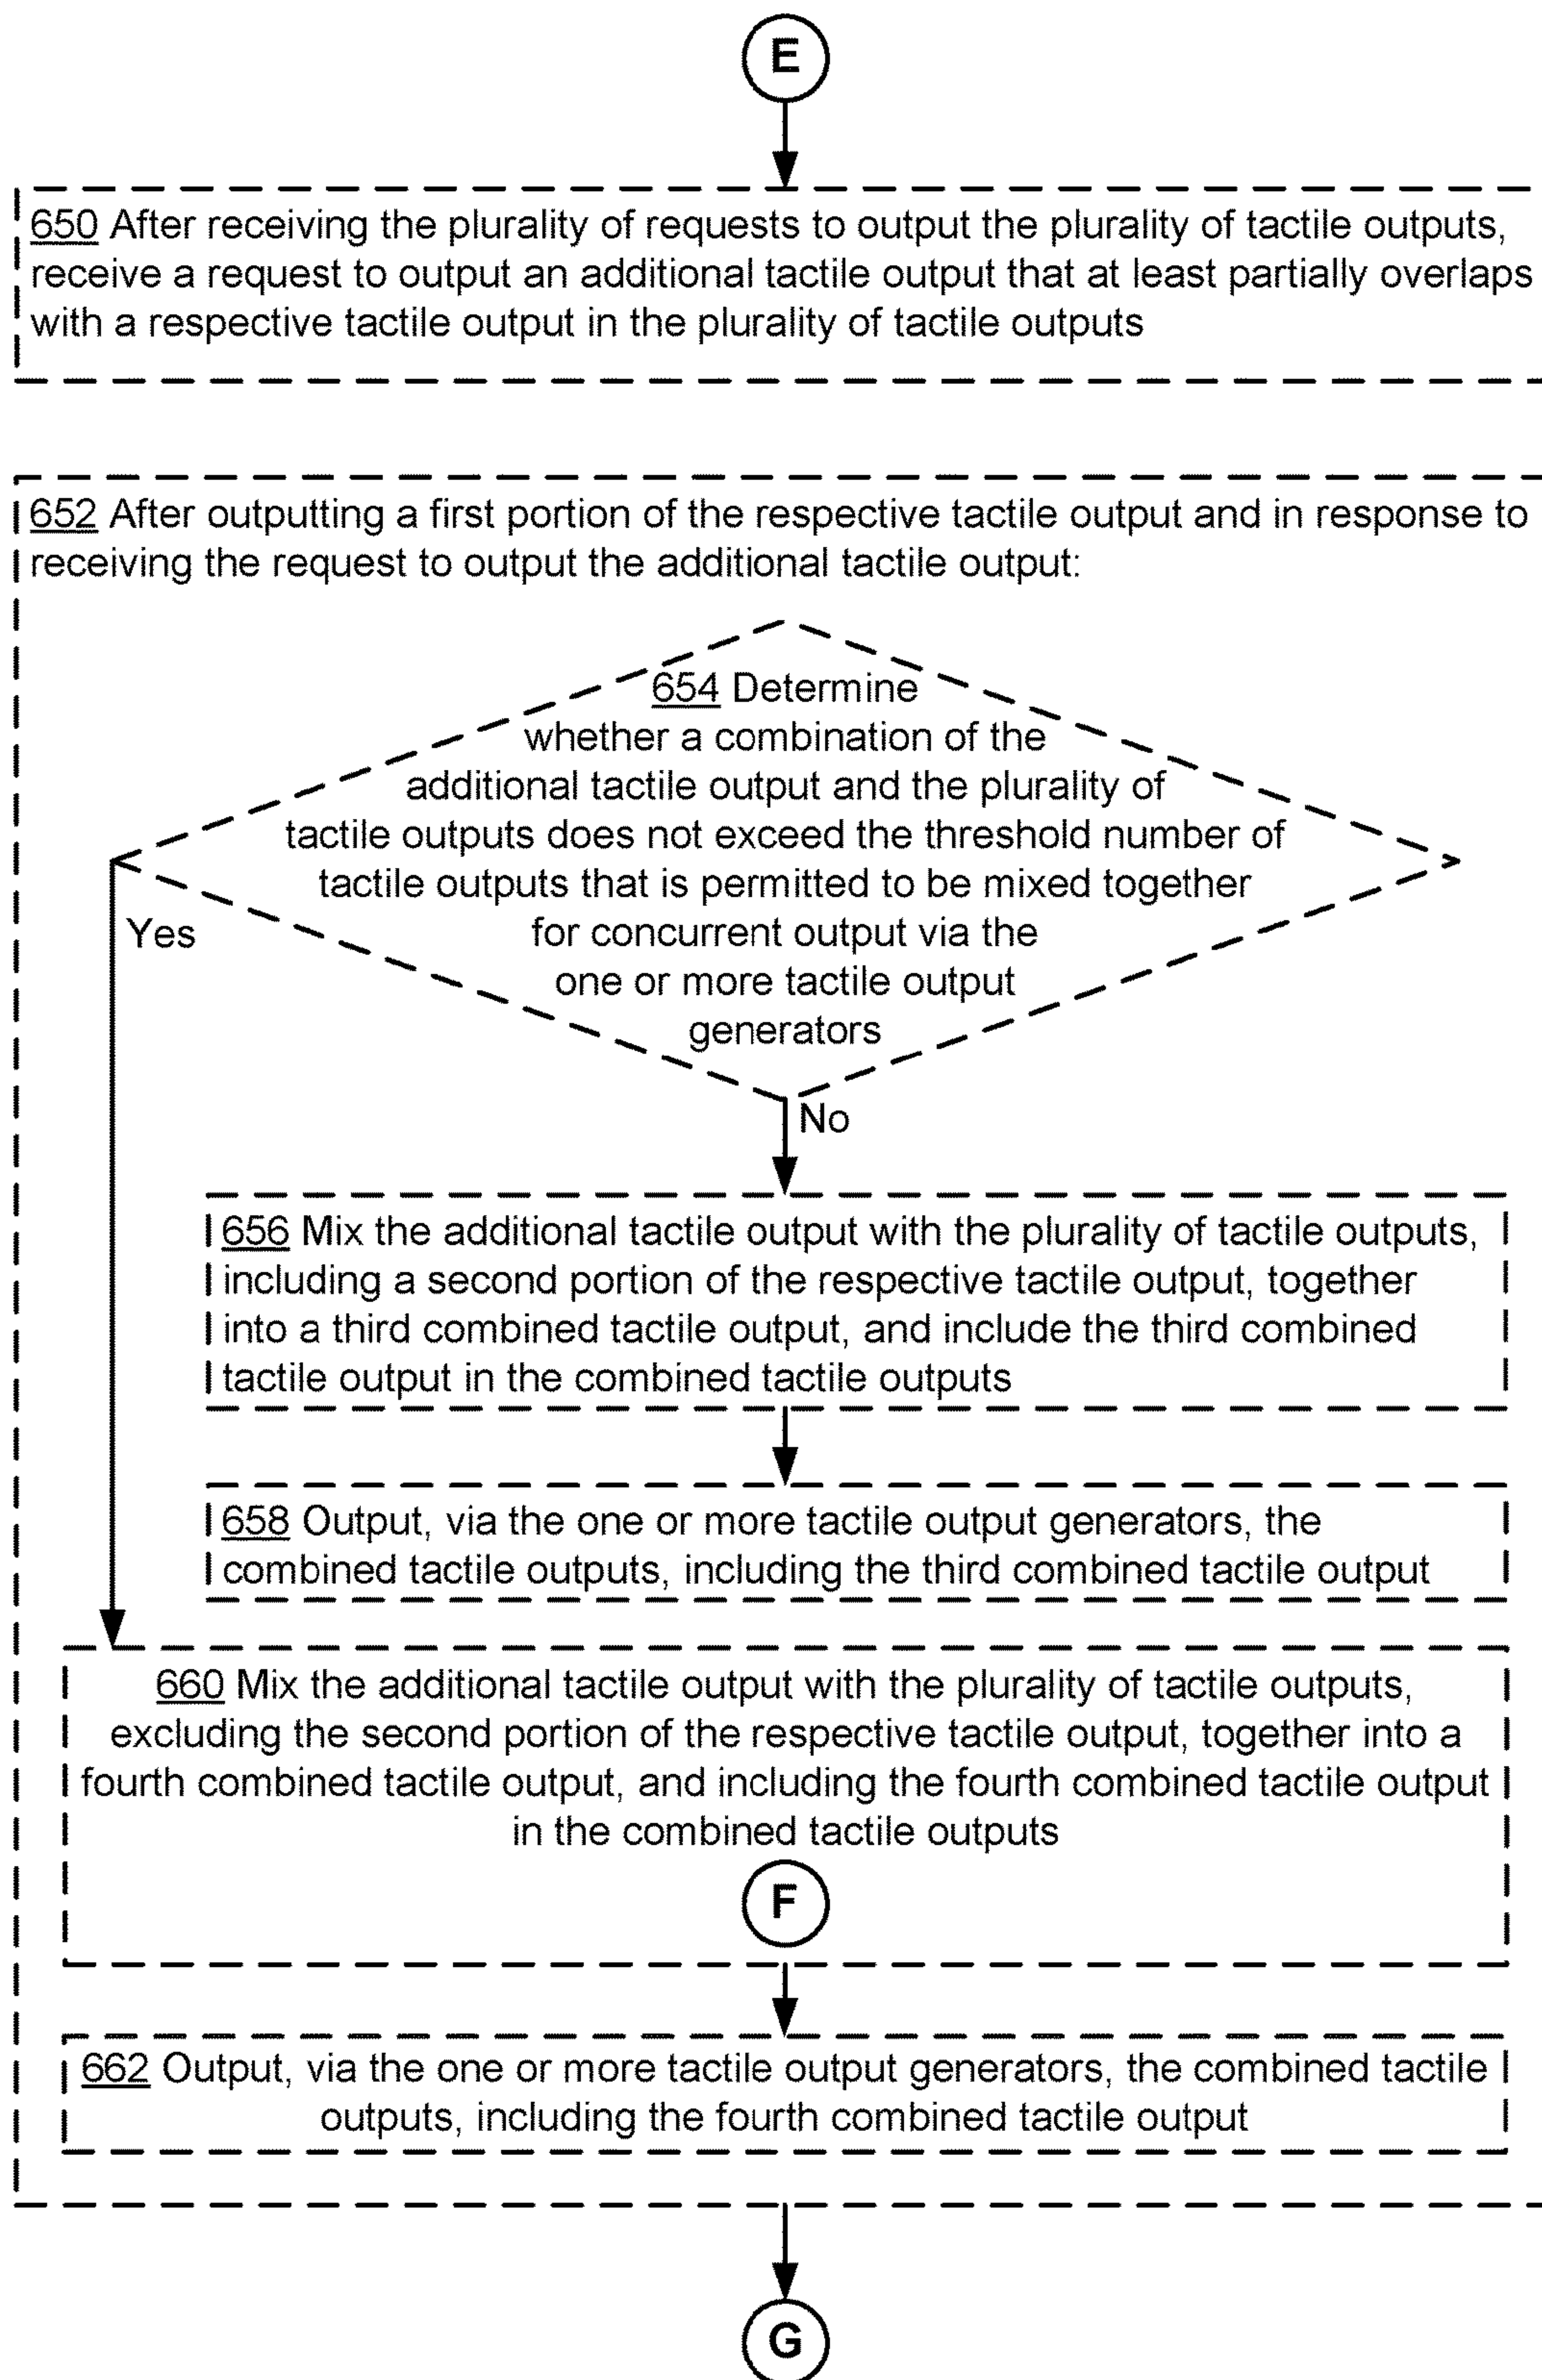 E
650 After receiving the plurality of requests to output the plurality of tactile outputs,
receive a request to output an additional tactile output that at least partially overlaps
with a respective tactile output in the plurality of tactile outputs
652 After outputting a first portion of the respective tactile output and in response to
receiving the request to output the additional tactile output:
654 Determine
whether a combination of the
additional tactile output and the plurality of
tactile outputs does not exceed the threshold number of
tactile outputs that is permitted to be mixed together
for concurrent output via the
one or more tactile output
generators
Yes
No
656 Mix the additional tactile output with the plurality of tactile outputs,
including a second portion of the respective tactile output, together
into a third combined tactile output, and include the third combined
tactile output in the combined tactile outputs
658 Output, via the one or more tactile output generators, the
combined tactile outputs, including the third combined tactile output
660 Mix the additional tactile output with the plurality of tactile outputs,
excluding the second portion of the respective tactile output, together into a
fourth combined tactile output, and including the fourth combined tactile output
in the combined tactile outputs
F
662 Output, via the one or more tactile output generators, the combined tactile
outputs, including the fourth combined tactile output
G